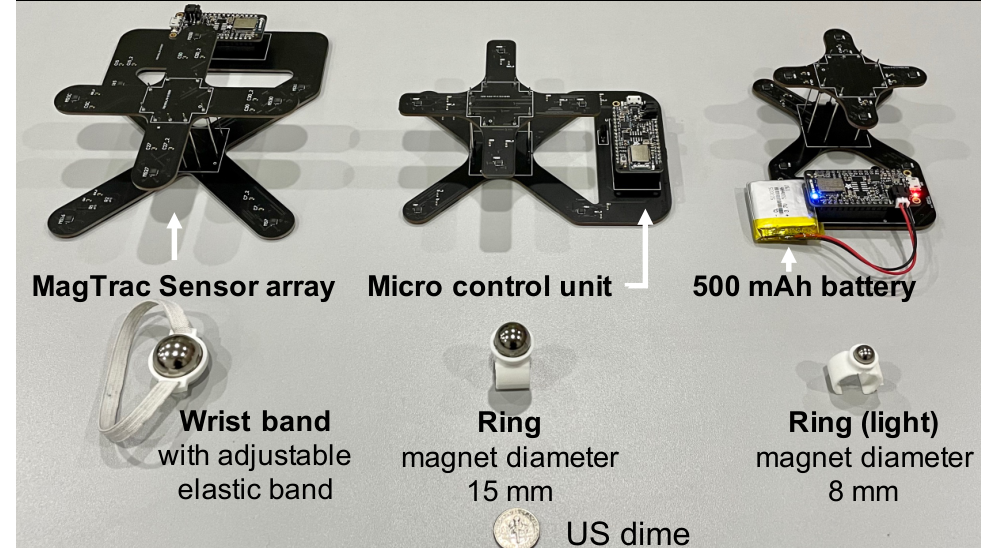 MagTrac Sensor array
Micro control unit
500 mAh battery
Wrist band
with adjustable
elastic band
Ring
magnet diameter
15 mm
Ring (light)
magnet diameter
8 mm
US dime